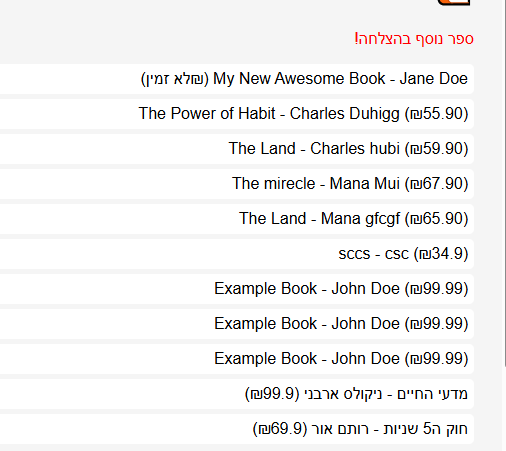 ספר נוסף בהצלחה!
My New Awesome Book - Jane Doe (₪לא זמין)
The Power of Habit - Charles Duhigg (₪55.90)
The Land - Charles hubi (₪59.90)
The mirecle - Mana Mui (₪67.90)
The Land - Mana gfcgf (₪65.90)
sccs - csc (₪34.9)
Example Book - John Doe (₪99.99)
Example Book - John Doe (₪99.99)
Example Book - John Doe (₪99.99)
מדעי החיים - ניקולס ארבני (₪99.9)
חוק ה5 שניות - רותם אור (₪69.9)